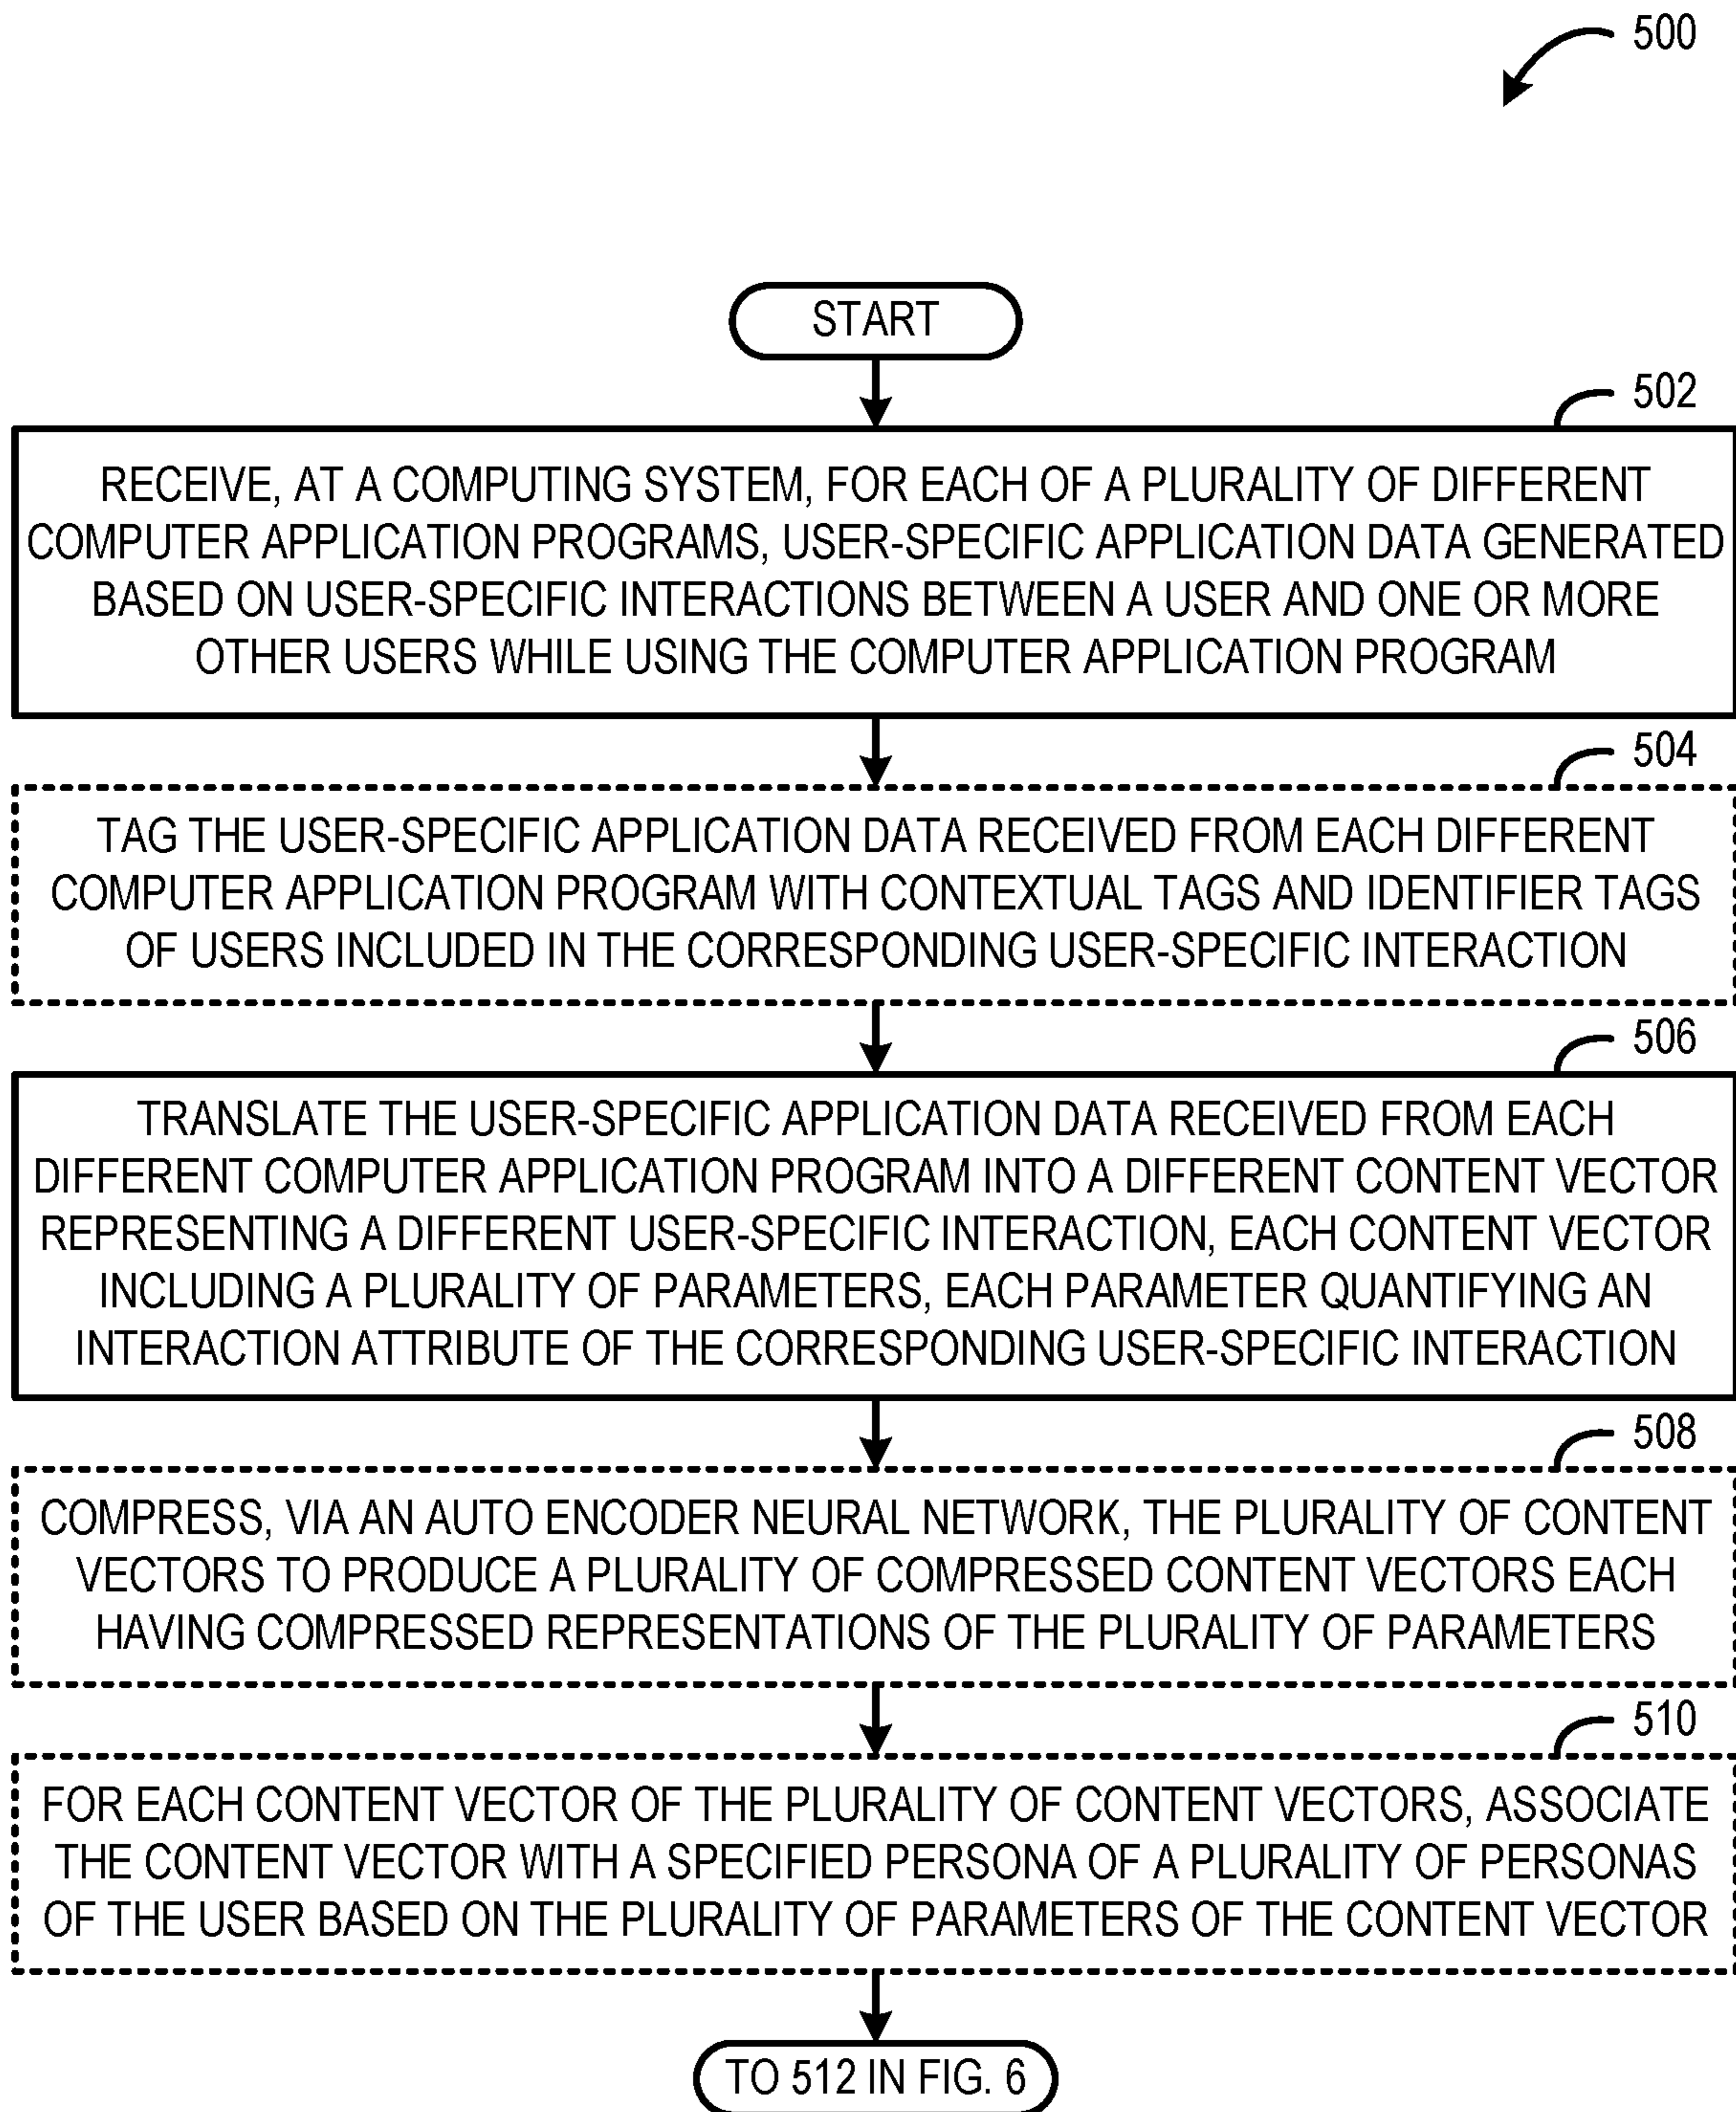 500
START
502
RECEIVE, AT A COMPUTING SYSTEM, FOR EACH OF A PLURALITY OF DIFFERENT
COMPUTER APPLICATION PROGRAMS, USER-SPECIFIC APPLICATION DATA GENERATED
BASED ON USER-SPECIFIC INTERACTIONS BETWEEN A USER AND ONE OR MORE
OTHER USERS WHILE USING THE COMPUTER APPLICATION PROGRAM
504
TAG THE USER-SPECIFIC APPLICATION DATA RECEIVED FROM EACH DIFFERENT
COMPUTER APPLICATION PROGRAM WITH CONTEXTUAL TAGS AND IDENTIFIER TAGS
OF USERS INCLUDED IN THE CORRESPONDING USER-SPECIFIC INTERACTION
506
TRANSLATE THE USER-SPECIFIC APPLICATION DATA RECEIVED FROM EACH
DIFFERENT COMPUTER APPLICATION PROGRAM INTO A DIFFERENT CONTENT VECTOR
REPRESENTING A DIFFERENT USER-SPECIFIC INTERACTION, EACH CONTENT VECTOR
INCLUDING A PLURALITY OF PARAMETERS, EACH PARAMETER QUANTIFYING AN
INTERACTION ATTRIBUTE OF THE CORRESPONDING USER-SPECIFIC INTERACTION
508
COMPRESS, VIA AN AUTO ENCODER NEURAL NETWORK, THE PLURALITY OF CONTENT
VECTORS TO PRODUCE A PLURALITY OF COMPRESSED CONTENT VECTORS EACH
HAVING COMPRESSED REPRESENTATIONS OF THE PLURALITY OF PARAMETERS
510
FOR EACH CONTENT VECTOR OF THE PLURALITY OF CONTENT VECTORS, ASSOCIATE
THE CONTENT VECTOR WITH A SPECIFIED PERSONA OF A PLURALITY OF PERSONAS
OF THE USER BASED ON THE PLURALITY OF PARAMETERS OF THE CONTENT VECTOR
TO 512 IN FIG. 6